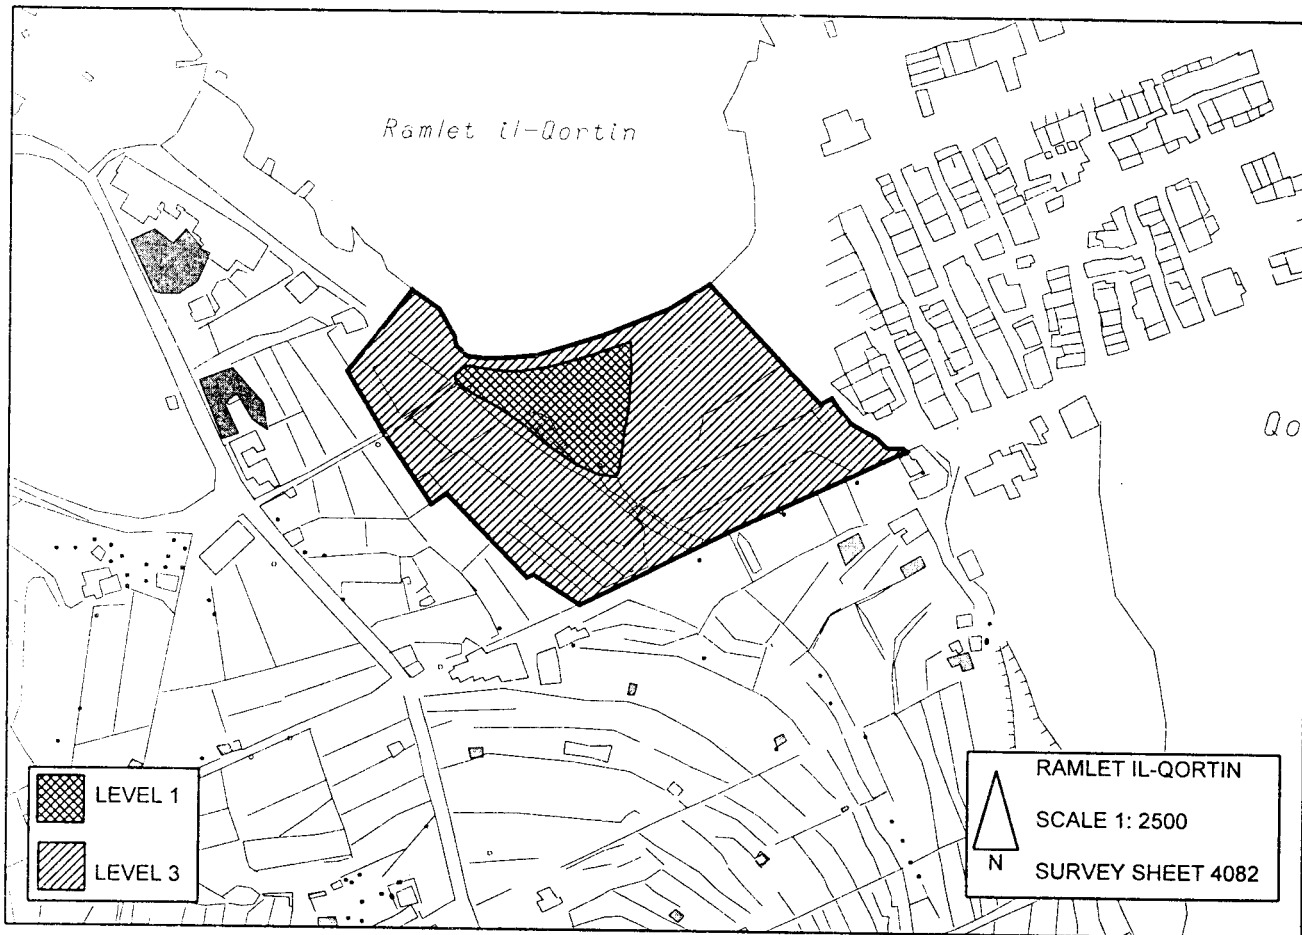 Ramlet il-Qortin
Qo
LEVEL 1
LEVEL 3
RAMLET IL-QORTIN
SCALE 1: 2500
N
SURVEY SHEET 4082